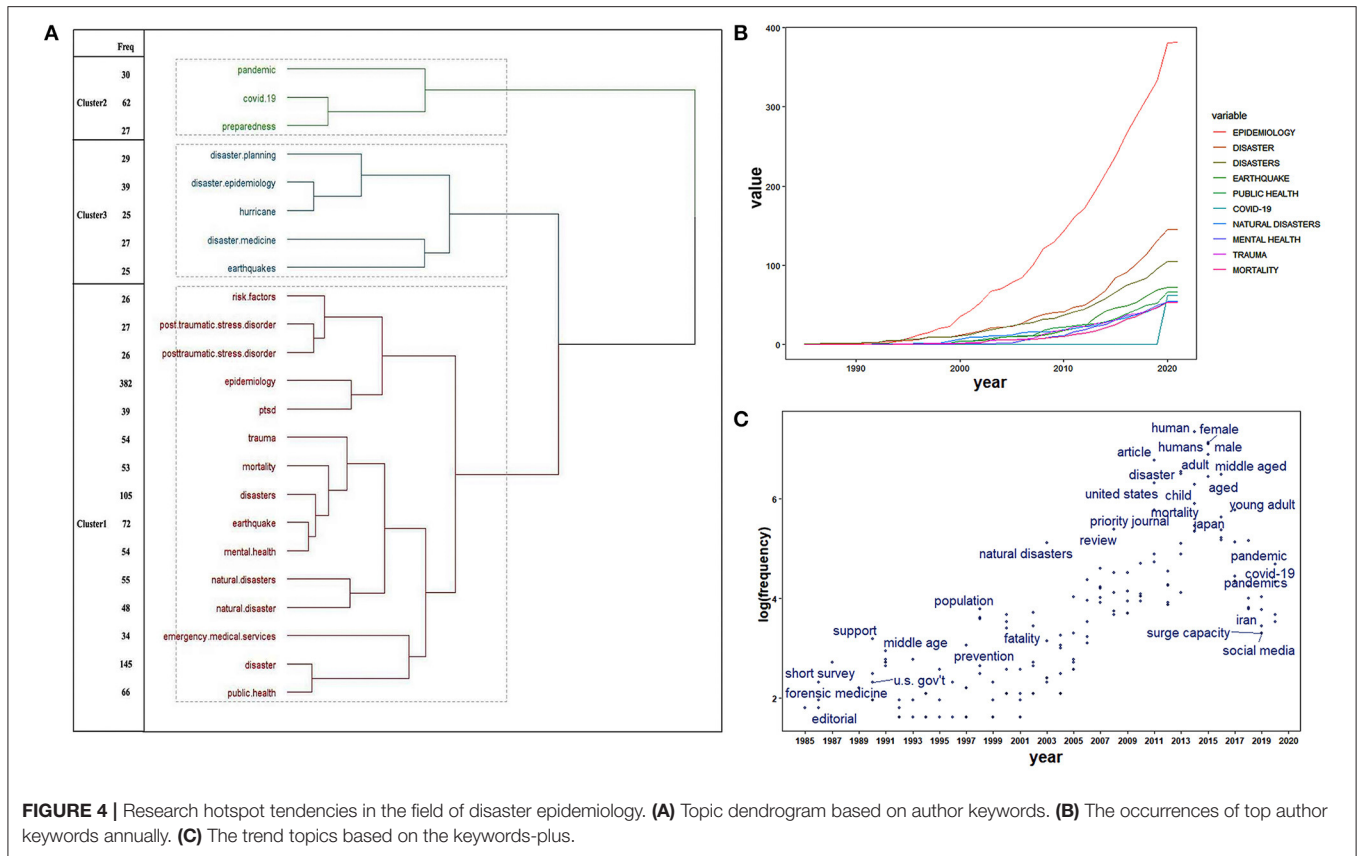 A
Freq
30 pandemic
Cluster2 62 covid.19
27 preparedness
29 disaster.planning
39 disaster.epidemiology
Cluster3 25 hurricane
27 disaster.medicine
25 earthquakes
26 risk.factors
27 post.traumatic.stress.disorder
26 posttraumatic.stress.disorder
382 epidemiology
39 ptsd
54 trauma
53 mortality
105 disasters
Cluster1 72 earthquake
54 mental.health
55 natural.disasters
48 natural.disaster
34 emergency.medical.services
145 disaster
66 public.health
B
400
300
200
100
0
value
1990 2000 2010 2020
year
variable
EPIDEMIOLOGY
DISASTER
DISASTERS
EARTHQUAKE
PUBLIC HEALTH
COVID-19
NATURAL DISASTERS
MENTAL HEALTH
TRAUMA
MORTALITY
C
human female
humans male
article
adult middle aged
disaster
aged
united states child
young adult
mortality
priority journal japan
review
natural disasters
pandemic
covid-19
pandemics
population
iran
support
fatality
surge capacity
middle age
social media
prevention
short survey
u.s. gov't
forensic medicine
editorial
6
4
2
log(frequency)
1985 1987 1989 1991 1993 1995 1997 1999 2001 2002 2003 2005 2007 2009 2011 2013 2014 2015 2017 2018 2019 2020
year
FIGURE 4 | Research hotspot tendencies in the field of disaster epidemiology. (A) Topic dendrogram based on author keywords. (B) The occurrences of top author
keywords annually. (C) The trend topics based on the keywords-plus.